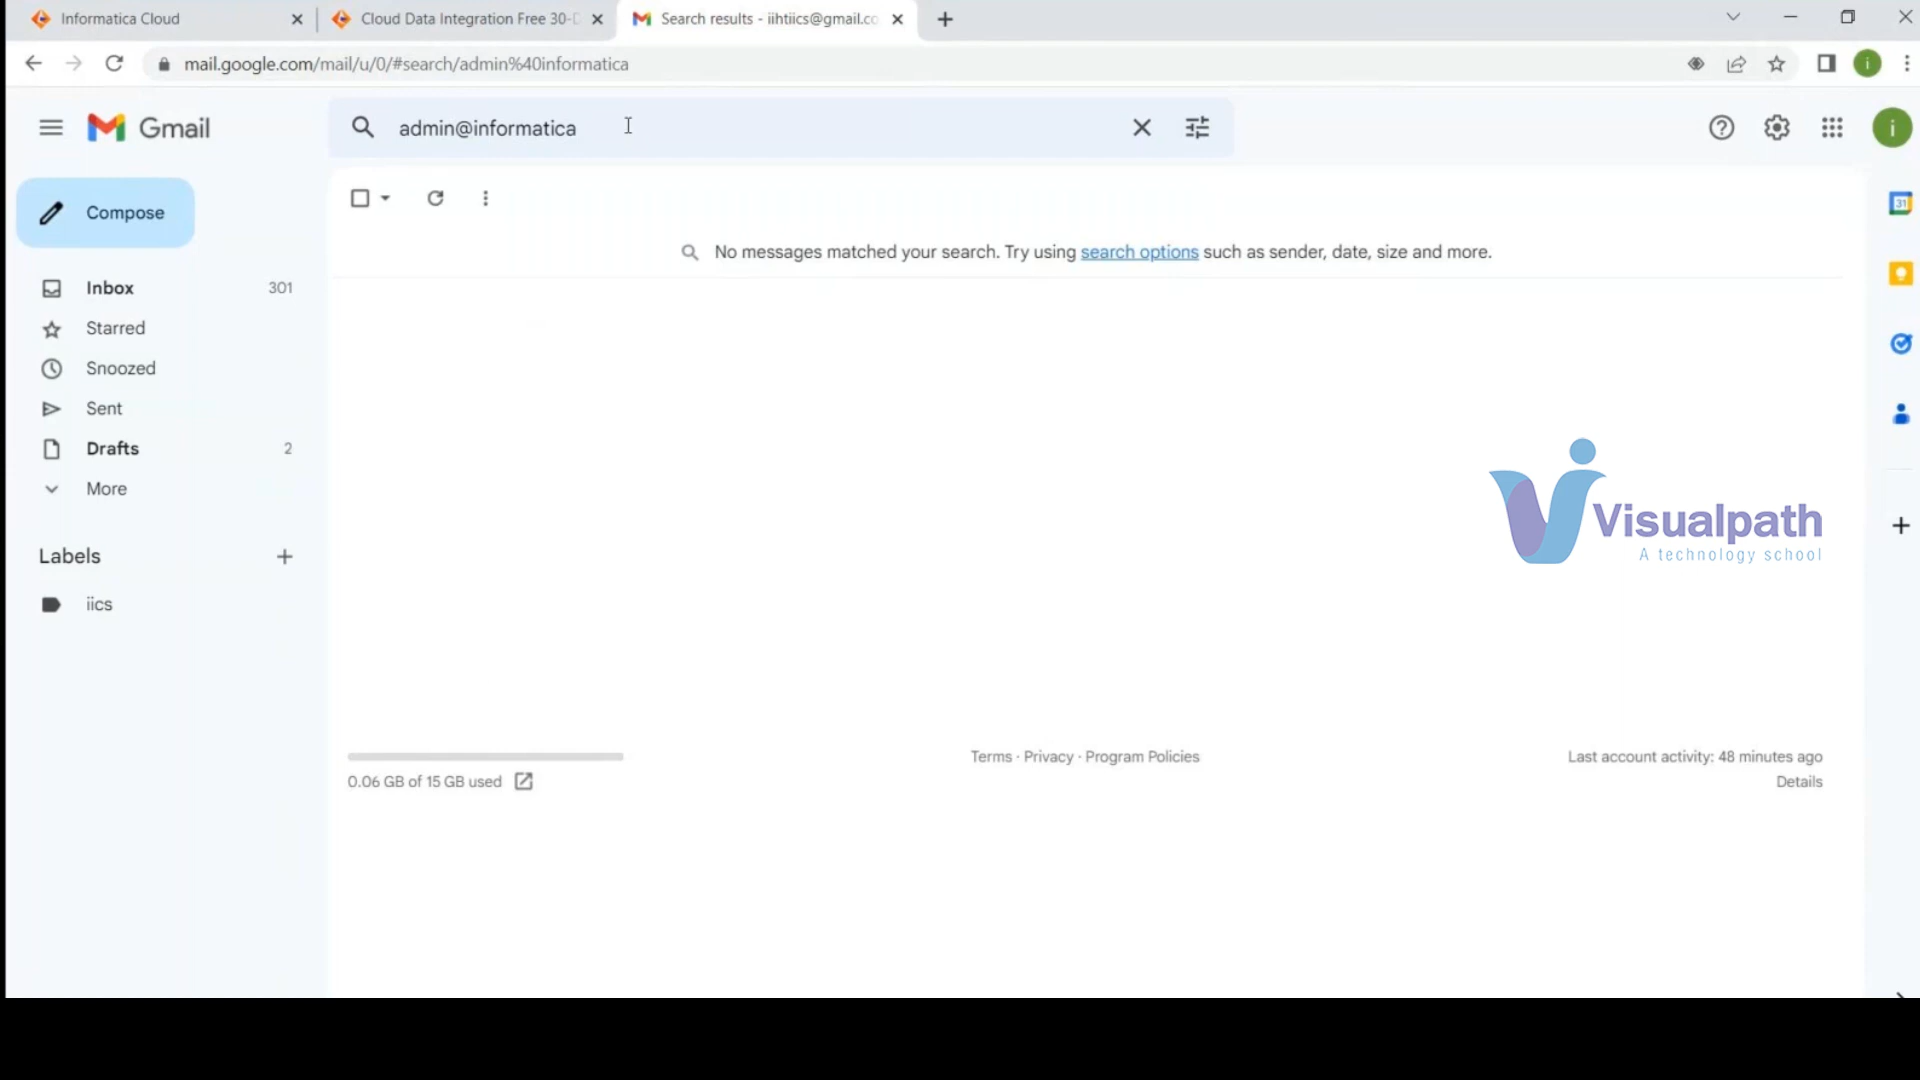 Informatica Cloud
Cloud Data Integration Free 30-D
Search results - iihtiics@gmail.co
mail.google.com/mail/u/0/#search/admin%40informatica
i
Gmail
admin@informatica
i
Compose
31
No messages matched your search. Try using search options such as sender, date, size and more.
Inbox 301
Starred
Snoozed
Sent
Drafts 2
More
Visualpath
A technology school
Labels
iics
Terms · Privacy · Program Policies
Last account activity: 48 minutes ago
0.06 GB of 15 GB used
Details